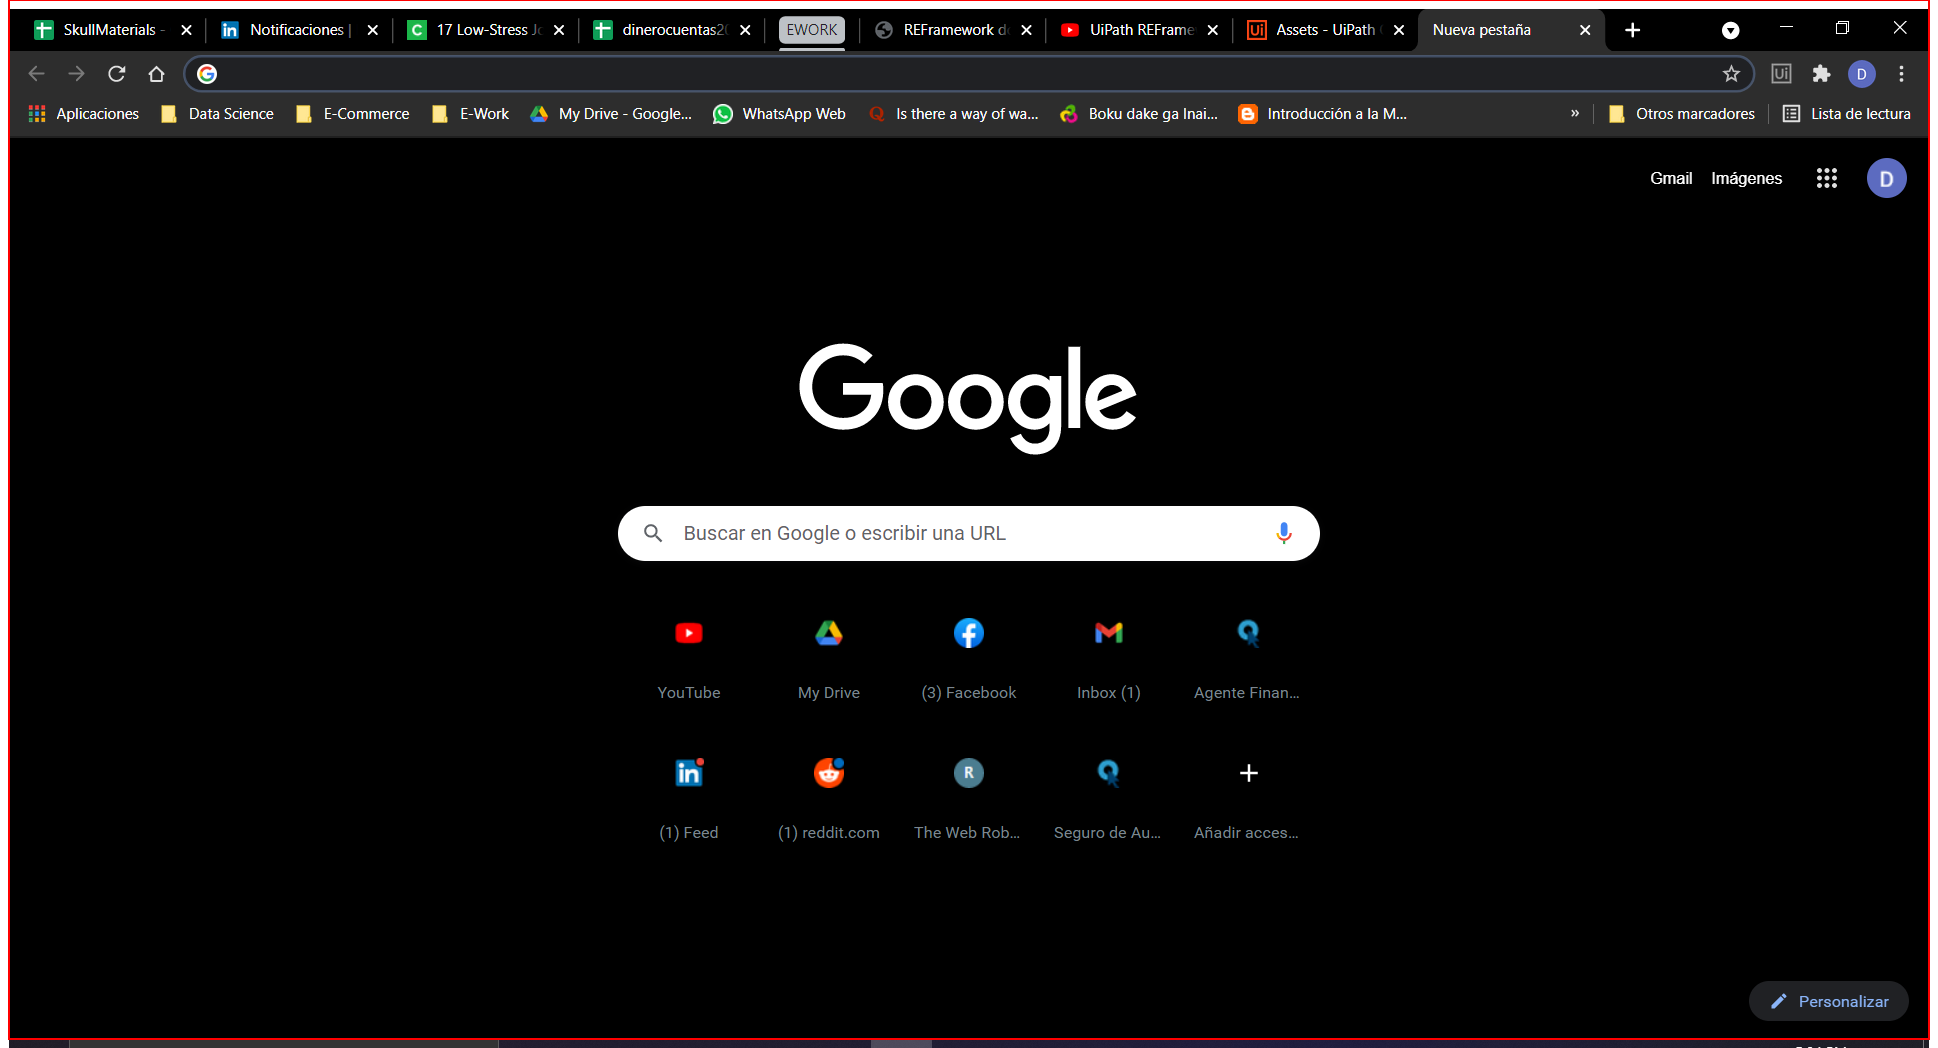 SkullMaterials -
Notificaciones |
17 Low-Stress Jo
dinerocuentas20
EWORK
REFramework do
UiPath REFrame
Assets - UiPath
Nueva pestaña
Aplicaciones
Data Science
E-Commerce
E-Work
My Drive - Google...
WhatsApp Web
Is there a way of wa...
Boku dake ga Inai...
Introducción a la M...
»
Otros marcadores
Lista de lectura
Gmail
Imágenes
D
Google
Buscar en Google o escribir una URL
YouTube
My Drive
(3) Facebook
Inbox (1)
Agente Finan...
(1) Feed
(1) reddit.com
The Web Rob...
Seguro de Au...
Añadir acces...
Personalizar